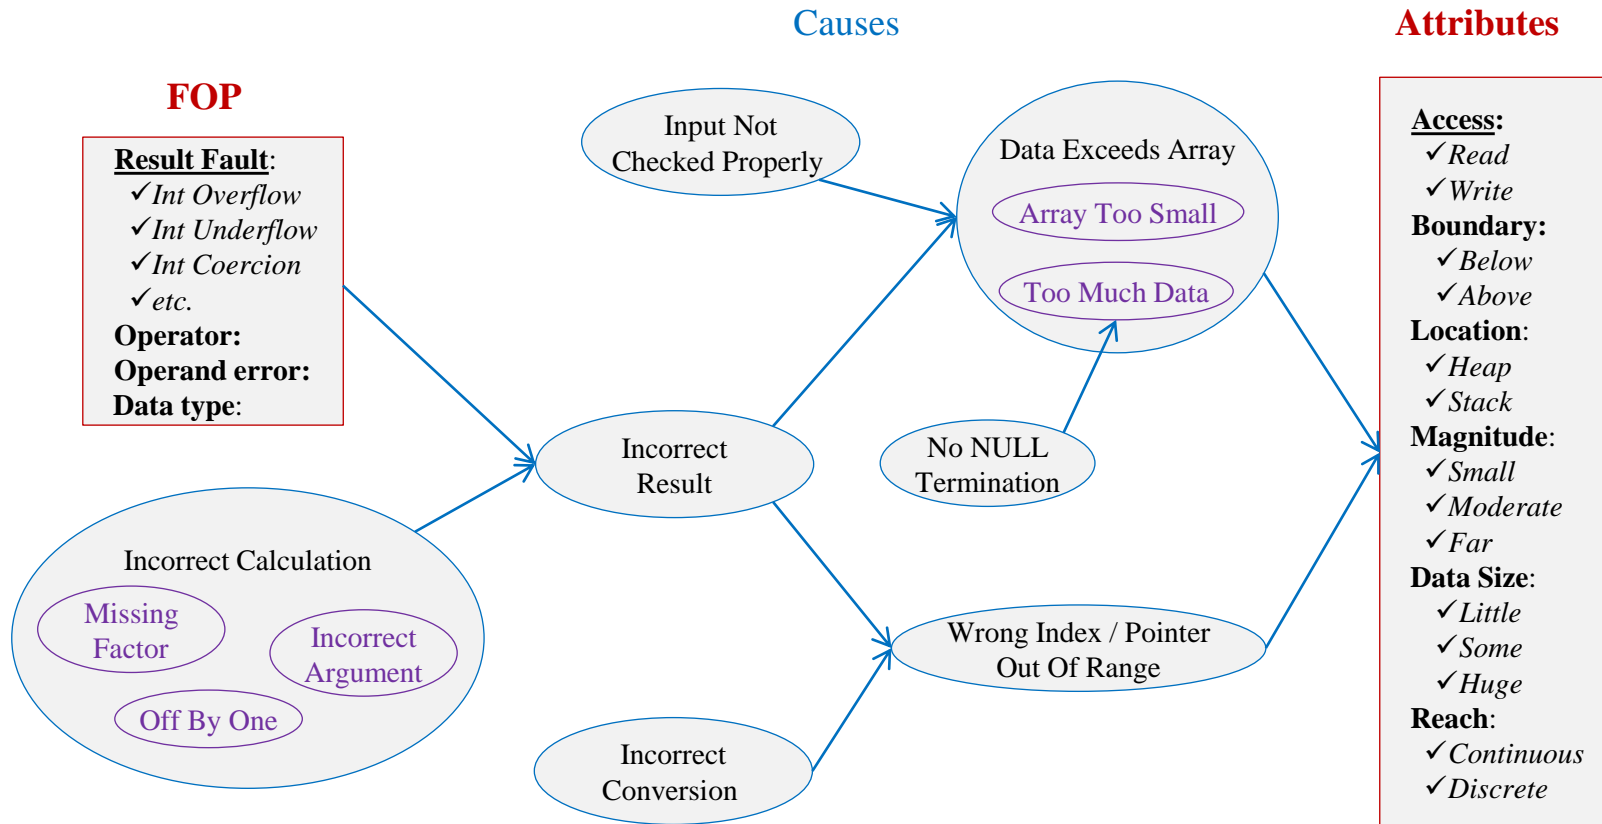 Causes
Attributes
FOP
Result Fault:
✓Int Overflow
✓Int Underflow
✓Int Coercion
✓etc.
Operator:
Operand error:
Data type:
Incorrect Calculation
Missing
Factor
Incorrect
Argument
Off By One
Input Not
Checked Properly
Incorrect
Result
Incorrect
Conversion
Data Exceeds Array
Array Too Small
Too Much Data
No NULL
Termination
Wrong Index / Pointer
Out Of Range
Access:
✓Read
✓Write
Boundary:
✓Below
✓Above
Location:
✓Heap
✓Stack
Magnitude:
✓Small
✓Moderate
✓Far
Data Size:
✓Little
✓Some
✓Huge
Reach:
✓Continuous
✓Discrete